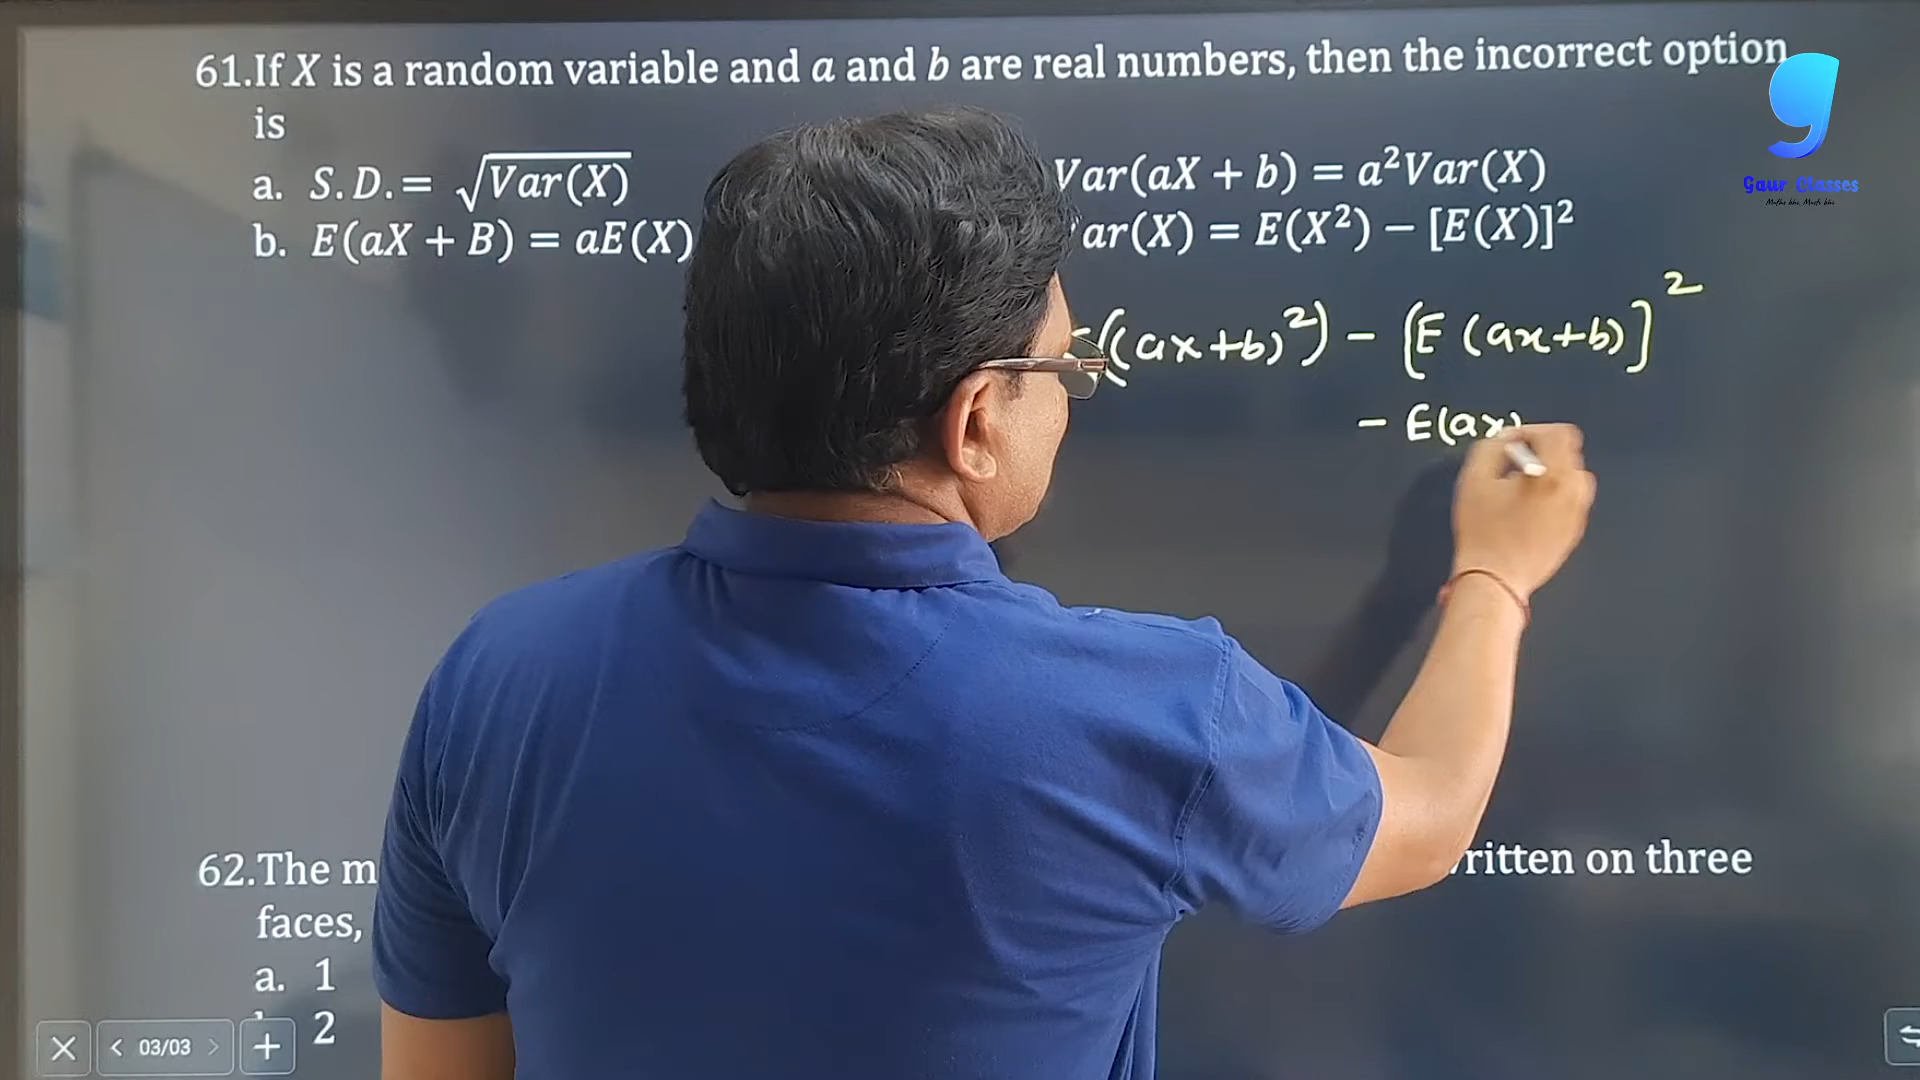 61.If X is a random variable and a and b are real numbers, then the incorrect option
is
a. S.D.= √Var(X)
Var(aX + b) = a²Var(X)
b. E(aX + B) = aE(X)
ar(X) = E(X²) − [E(X)]²
((ax+b)²) − [E (ax+b)]²
− E(ax)
62.The m
ritten on three
faces,
a. 1
2
03/03
g
Gaur Classes